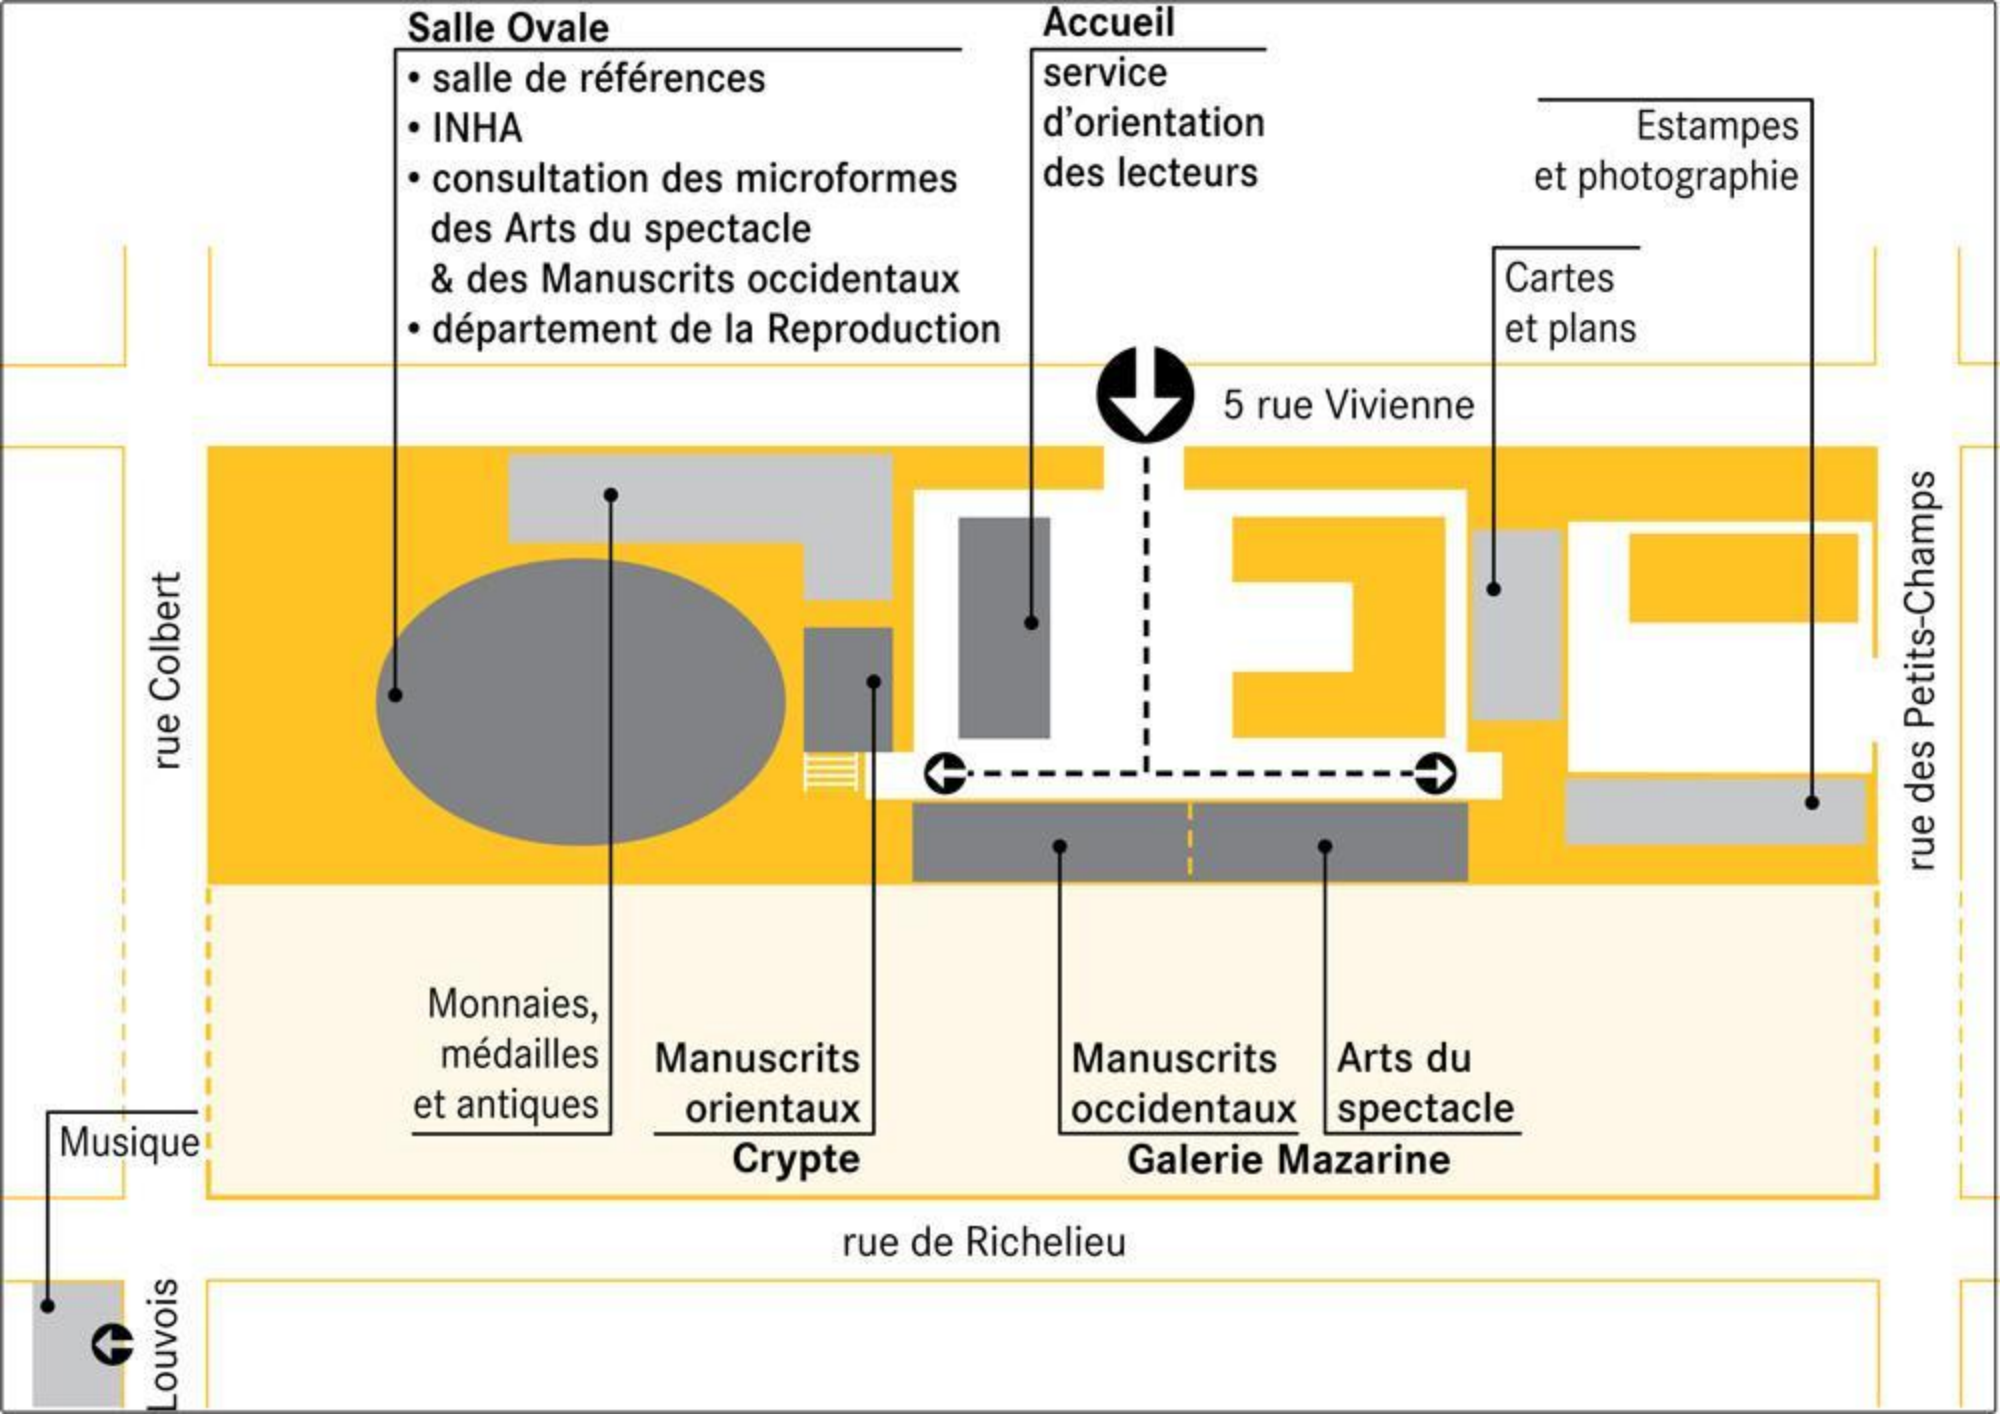 Salle Ovale
• salle de références
• INHA
• consultation des microformes
des Arts du spectacle
& des Manuscrits occidentaux
• département de la Reproduction
Accueil
service
d'orientation
des lecteurs
Estampes
et photographie
Cartes
et plans
5 rue Vivienne
rue Colbert
rue des Petits-Champs
Monnaies,
médailles
et antiques
Manuscrits
orientaux
Crypte
Manuscrits
occidentaux
Arts du
spectacle
Galerie Mazarine
Musique
rue de Richelieu
Louvois